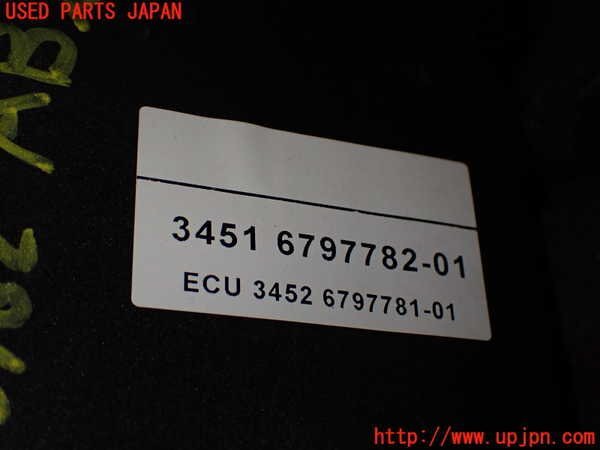 USED PARTS JAPAN
3451 6797782-01
ECU 3452 6797781-01
http://www.upjpn.com